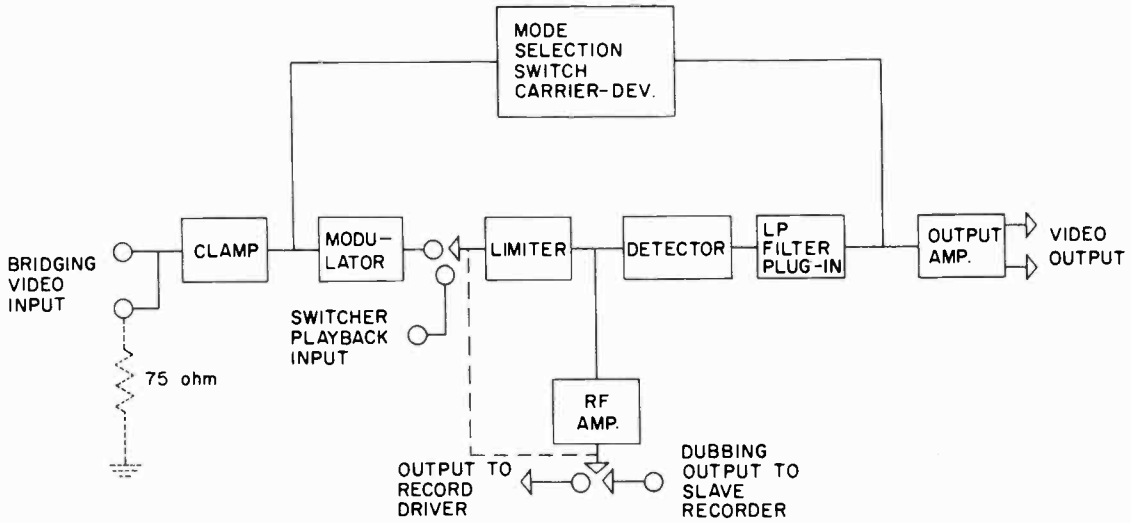 MODE
SELECTION
SWITCH
CARRIER-DEV.
BRIDGING
VIDEO
INPUT
CLAMP
MODU-
LATOR
LIMITER
DETECTOR
LP
FILTER
PLUG-IN
OUTPUT
AMP.
VIDEO
OUTPUT
SWITCHER
PLAYBACK
INPUT
75 ohm
RF
AMP.
OUTPUT TO
RECORD
DRIVER
DUBBING
OUTPUT TO
SLAVE
RECORDER